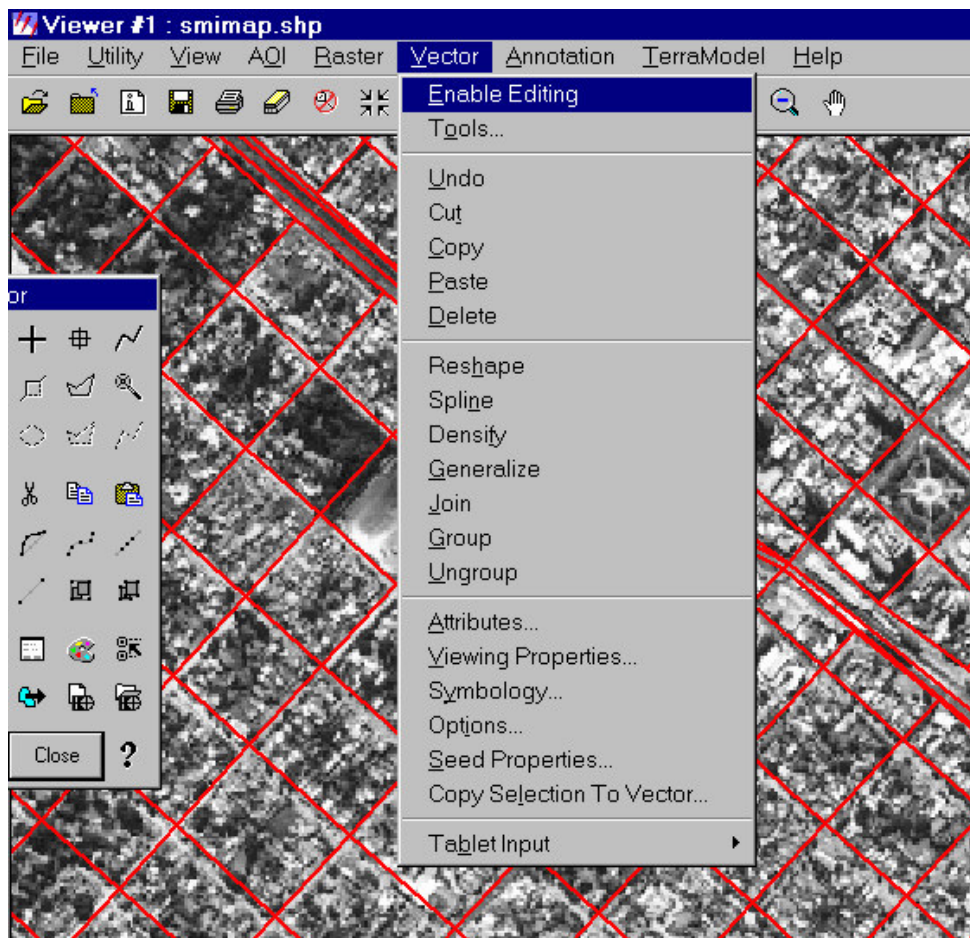 Viewer #1 : smimap.shp
File Utility View AOI Raster Vector Annotation TerraModel Help
Enable Editing
Tools...
Undo
Cut
Copy
Paste
Delete
Reshape
Spline
Densify
Generalize
Join
Group
Ungroup
Attributes...
Viewing Properties...
Symbology...
Options...
Seed Properties...
Copy Selection To Vector...
Tablet Input
or
Close ?